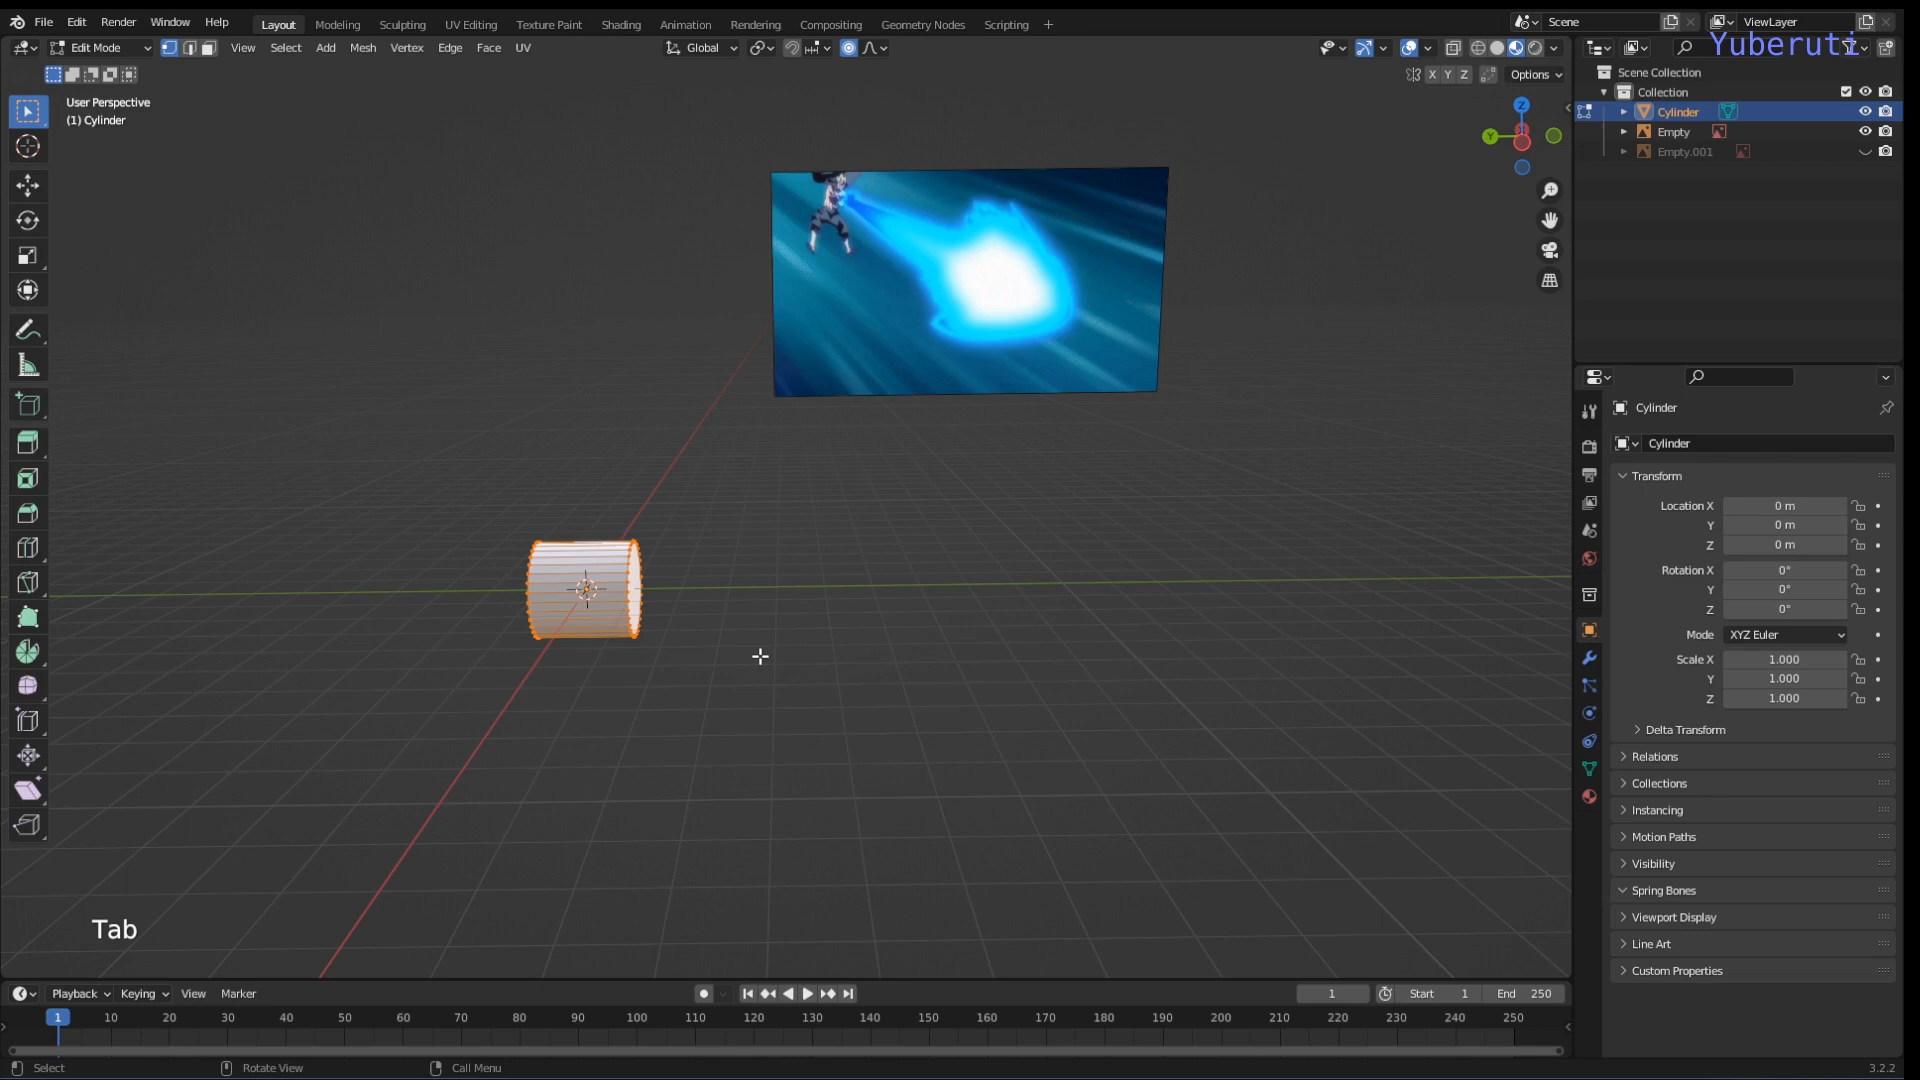 File Edit Render Window Help Layout Modeling Sculpting UV Editing Texture Paint Shading Animation Rendering Compositing Geometry Nodes Scripting + Scene ViewLayer
Yuberuti
Edit Mode View Select Add Mesh Vertex Edge Face UV Global
X Y Z Options
User Perspective
(1) Cylinder
Z
Y
Scene Collection
Collection
Cylinder
Empty
Empty.001
Cylinder
Cylinder
Transform
Location X 0 m
Y 0 m
Z 0 m
Rotation X 0°
Y 0°
Z 0°
Mode XYZ Euler
Scale X 1.000
Y 1.000
Z 1.000
Delta Transform
Relations
Collections
Instancing
Motion Paths
Visibility
Spring Bones
Viewport Display
Line Art
Custom Properties
Tab
Playback Keying View Marker 1 Start 1 End 250
1 10 20 30 40 50 60 70 80 90 100 110 120 130 140 150 160 170 180 190 200 210 220 230 240 250
Select Rotate View Call Menu 3.2.2